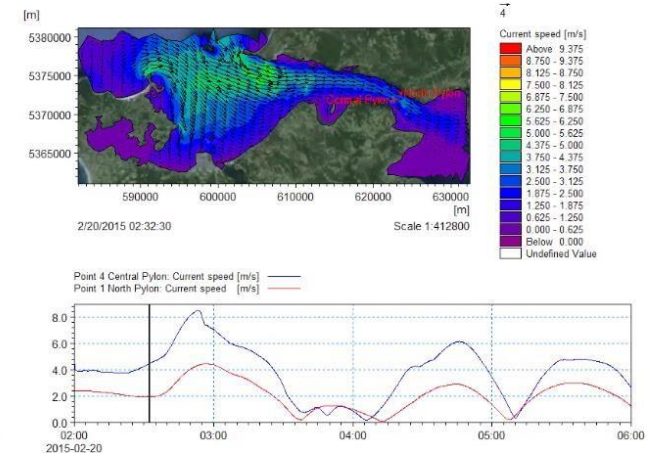 [m]
5380000
5375000
5370000
5365000
590000
600000
610000
620000
630000
[m]
2/20/2015 02:32:30
Scale 1:412800
Central Pylon
North Pylon
4
Current speed [m/s]
Above 9.375
8.750 - 9.375
8.125 - 8.750
7.500 - 8.125
6.875 - 7.500
6.250 - 6.875
5.625 - 6.250
5.000 - 5.625
4.375 - 5.000
3.750 - 4.375
3.125 - 3.750
2.500 - 3.125
1.875 - 2.500
1.250 - 1.875
0.625 - 1.250
0.000 - 0.625
Below 0.000
Undefined Value
Point 4 Central Pylon: Current speed [m/s]
Point 1 North Pylon: Current speed [m/s]
8.0
6.0
4.0
2.0
0.0
02:00
03:00
04:00
05:00
06:00
2015-02-20